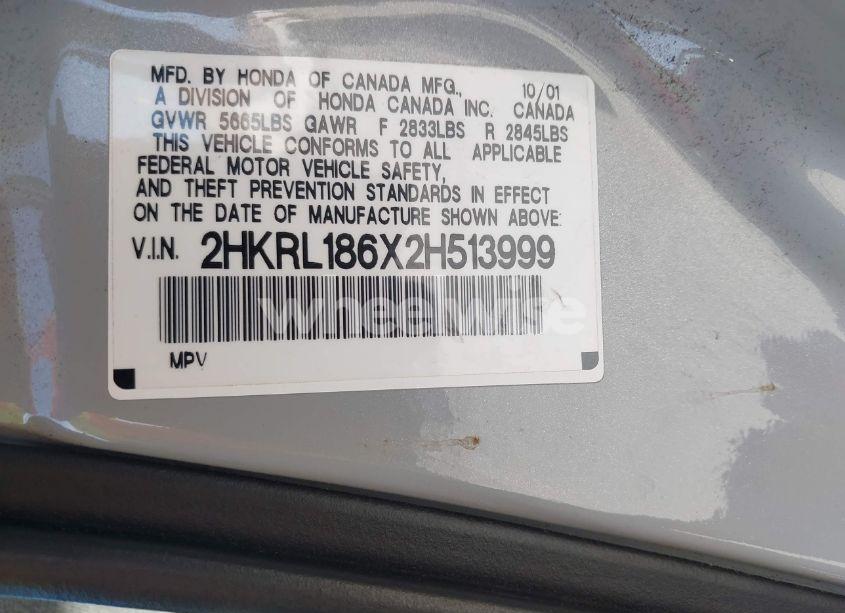 MFD. BY HONDA OF CANADA MFG., 10/01
A DIVISION OF HONDA CANADA INC. CANADA
GVWR 5665LBS GAWR F 2833LBS R 2845LBS
THIS VEHICLE CONFORMS TO ALL APPLICABLE
FEDERAL MOTOR VEHICLE SAFETY,
AND THEFT PREVENTION STANDARDS IN EFFECT
ON THE DATE OF MANUFACTURE SHOWN ABOVE:
V.I.N. 2HKRL186X2H513999
wheelwise
MPV